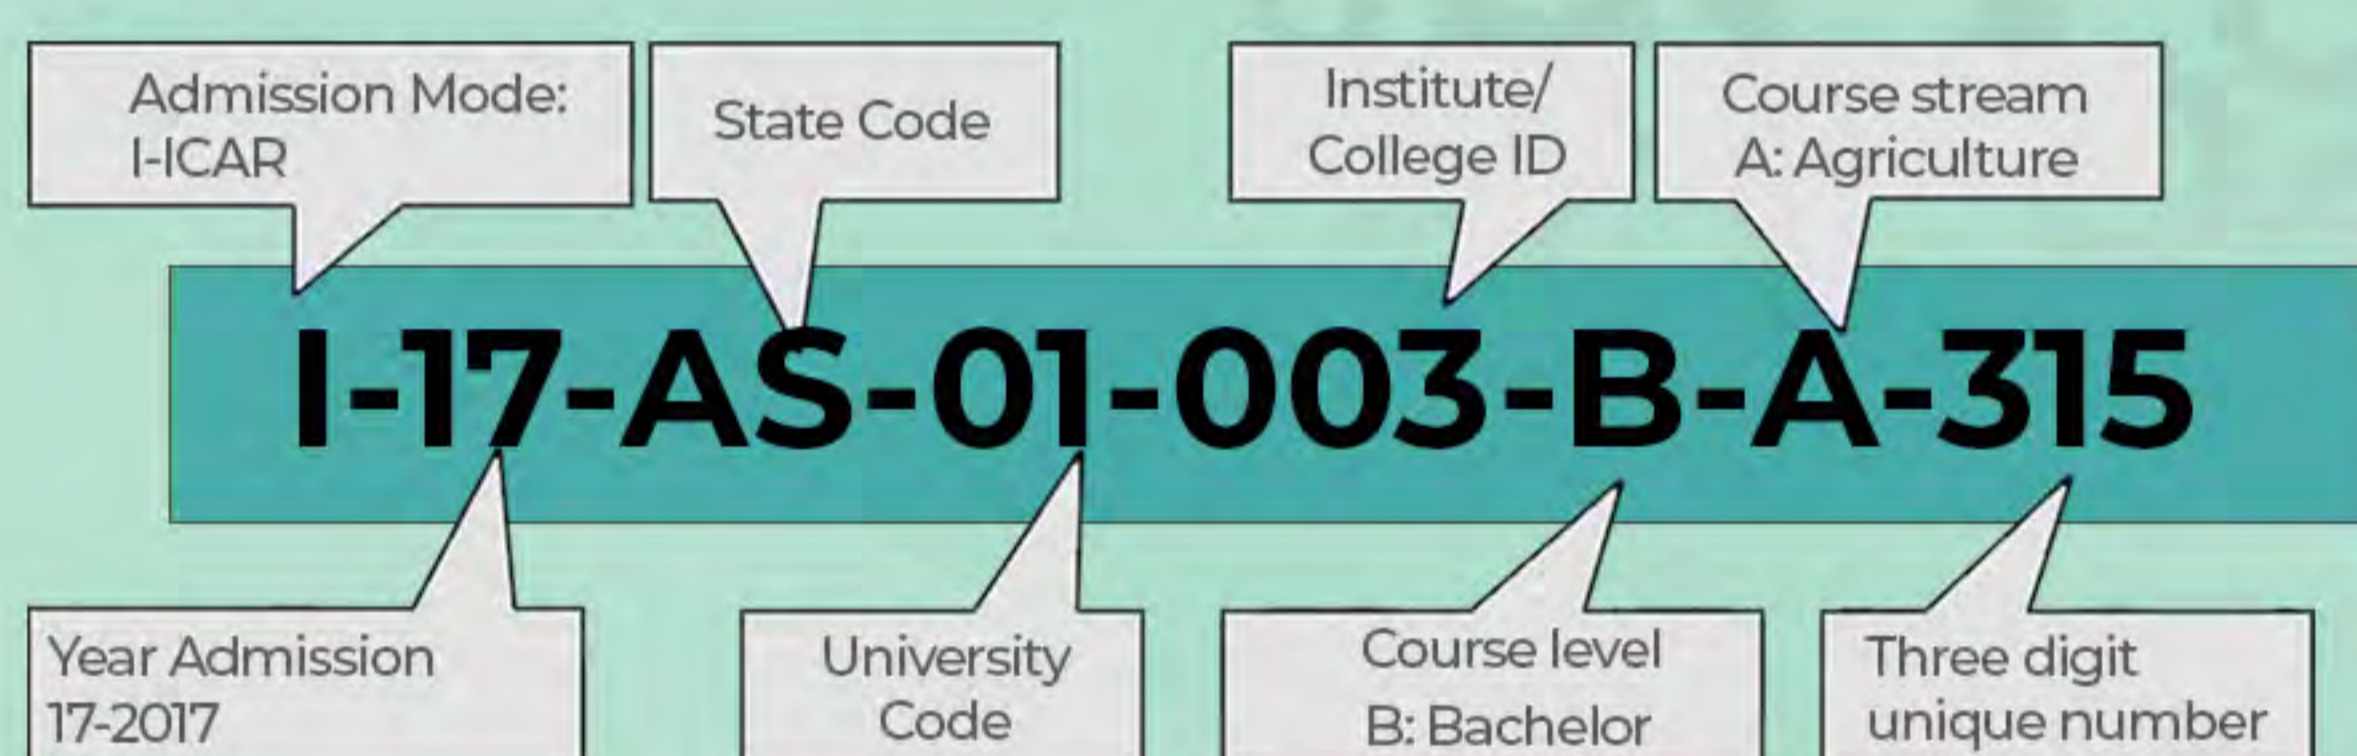 Admission Mode:
I-ICAR
State Code
Institute/
College ID
Course stream
A: Agriculture
I-17-AS-01-003-B-A-315
Year Admission
17-2017
University
Code
Course level
B: Bachelor
Three digit
unique number